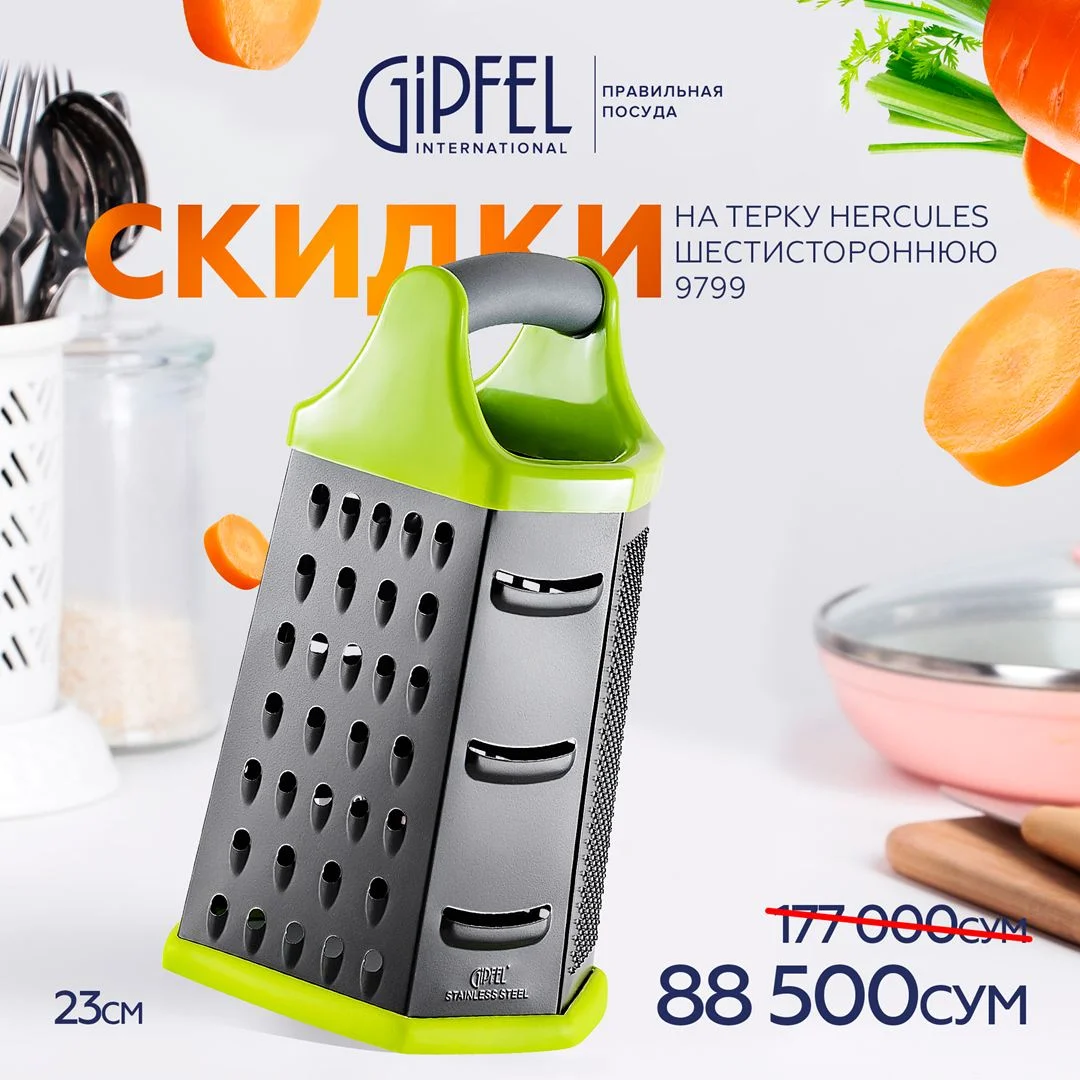 GIPFEL
INTERNATIONAL
ПРАВИЛЬНАЯ
ПОСУДА
СКИДКИ
НА ТЕРКУ HERCULES
ШЕСТИСТОРОННЮЮ
9799
GIPFEL
STAINLESS STEEL
23СМ
177 000СУМ
88 500СУМ